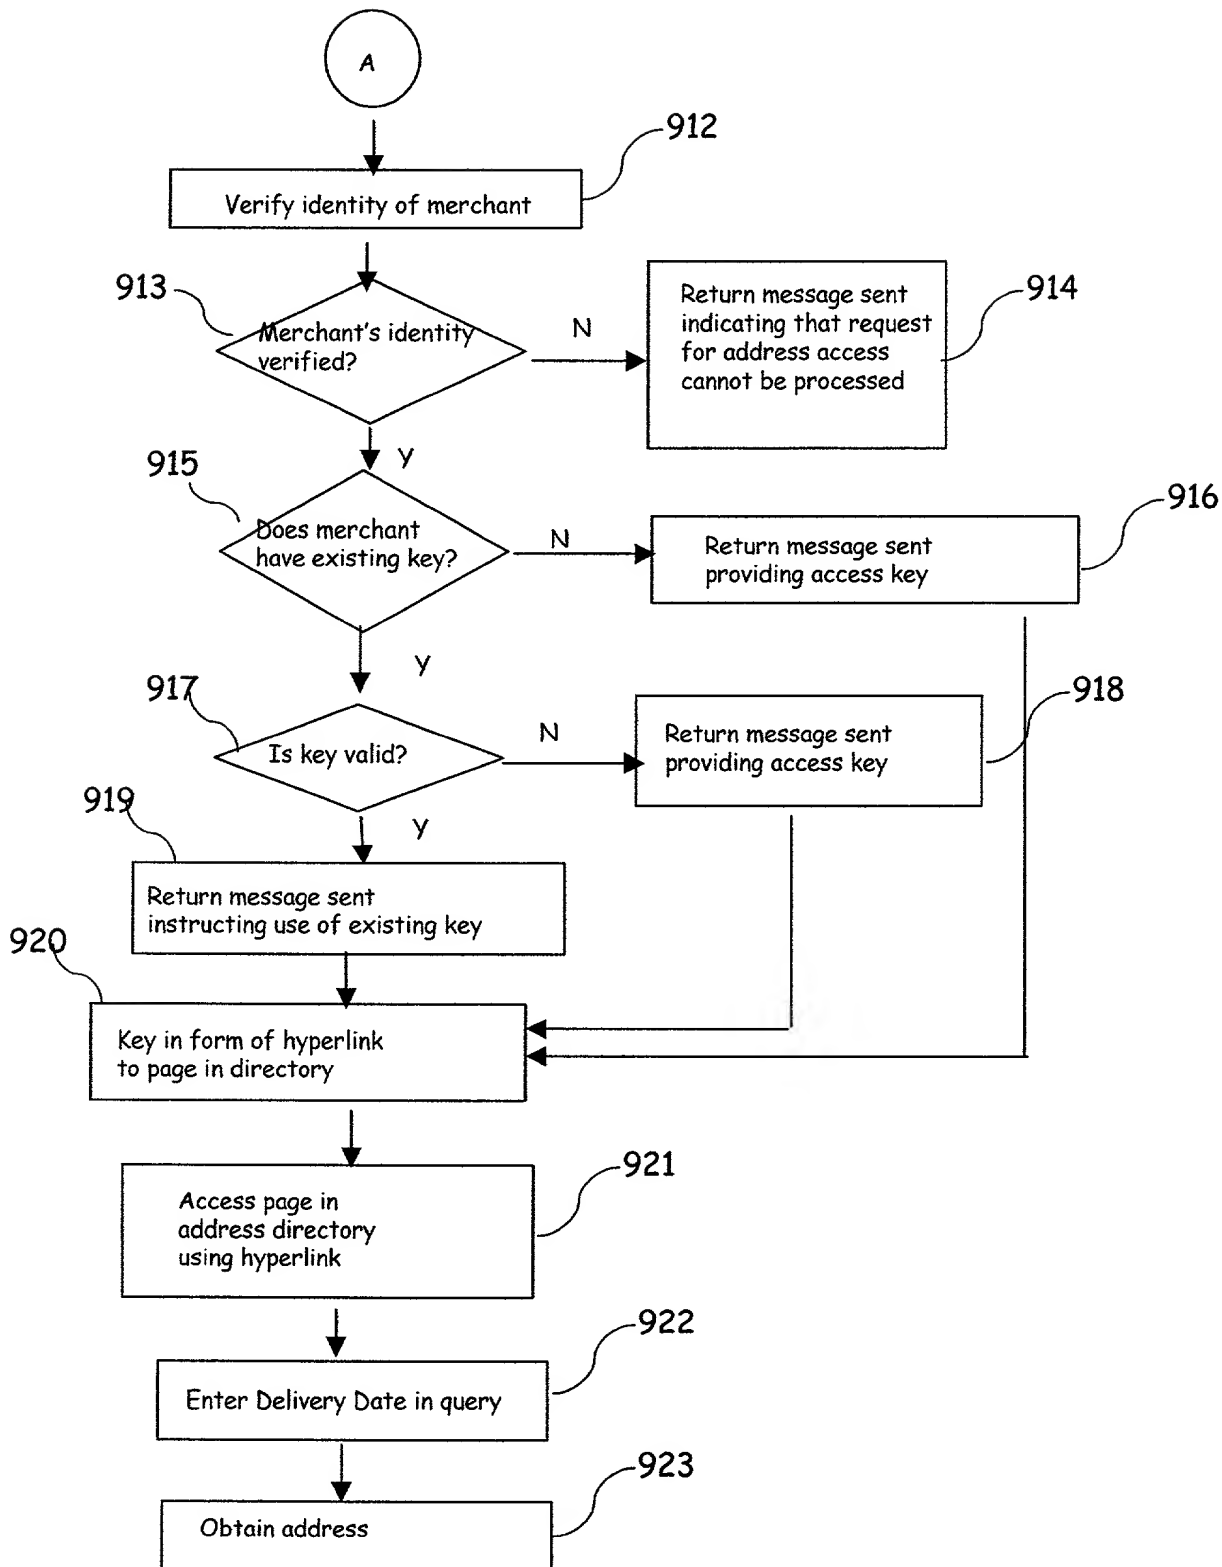 A
912
Verify identity of merchant
913
Merchant's identity
verified?
N
Return message sent
indicating that request
for address access
cannot be processed
914
Y
915
Does merchant
have existing key?
N
Return message sent
providing access key
916
Y
917
Is key valid?
N
Return message sent
providing access key
918
919
Y
Return message sent
instructing use of existing key
920
Key in form of hyperlink
to page in directory
921
Access page in
address directory
using hyperlink
922
Enter Delivery Date in query
923
Obtain address